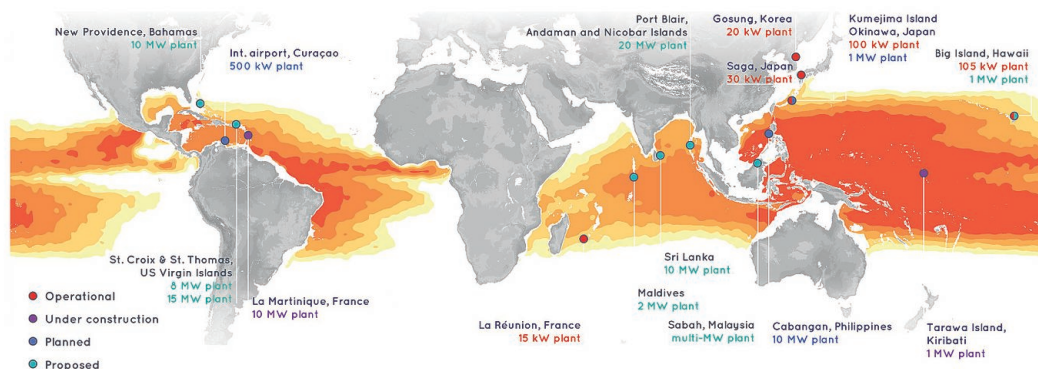 New Providence, Bahamas
10 MW plant
Int. airport, Curaçao
500 kW plant
Port Blair,
Andaman and Nicobar Islands
20 MW plant
Gosung, Korea
20 kW plant
Saga, Japan
30 kW plant
Kumejima Island
Okinawa, Japan
100 kW plant
1 MW plant
Big Island, Hawaii
105 kW plant
1 MW plant
St. Croix & St. Thomas,
US Virgin Islands
8 MW plant
15 MW plant
La Martinique, France
10 MW plant
La Réunion, France
15 kW plant
Sri Lanka
10 MW plant
Maldives
2 MW plant
Sabah, Malaysia
multi-MW plant
Cabangan, Philippines
10 MW plant
Tarawa Island,
Kiribati
1 MW plant
Operational
Under construction
Planned
Proposed